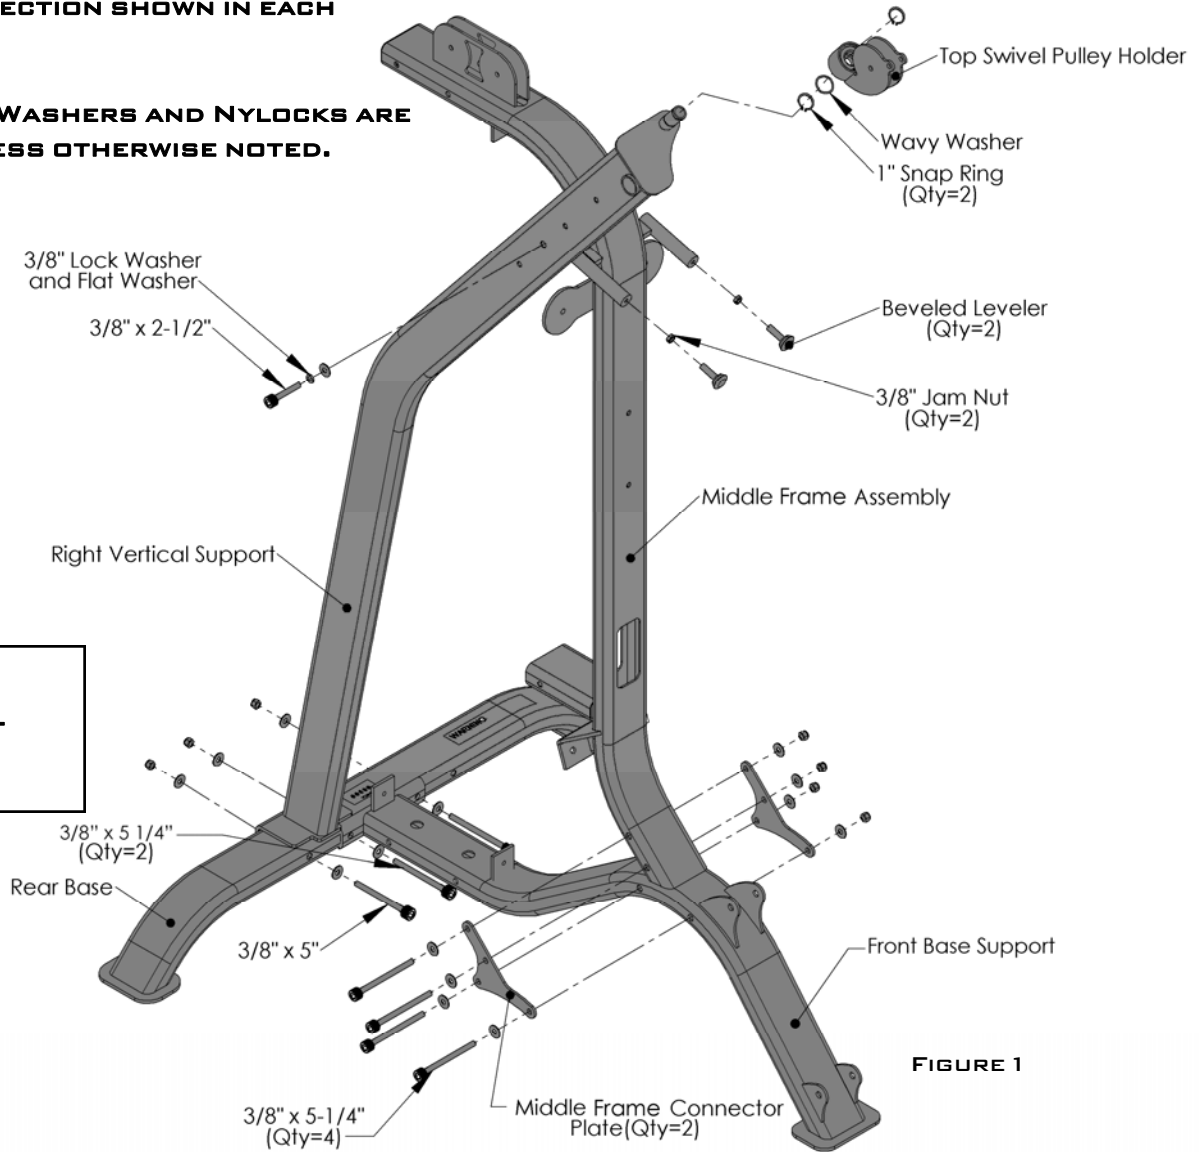 ECTION SHOWN IN EACH
WASHERS AND NYLOCKS ARE
ESS OTHERWISE NOTED.
Top Swivel Pulley Holder
Wavy Washer
1" Snap Ring
(Qty=2)
3/8" Lock Washer
and Flat Washer
3/8" x 2-1/2"
Beveled Leveler
(Qty=2)
3/8" Jam Nut
(Qty=2)
Middle Frame Assembly
Right Vertical Support
3/8" x 5 1/4"
(Qty=2)
Rear Base
3/8" x 5"
Front Base Support
FIGURE 1
3/8" x 5-1/4"
(Qty=4)
Middle Frame Connector
Plate(Qty=2)